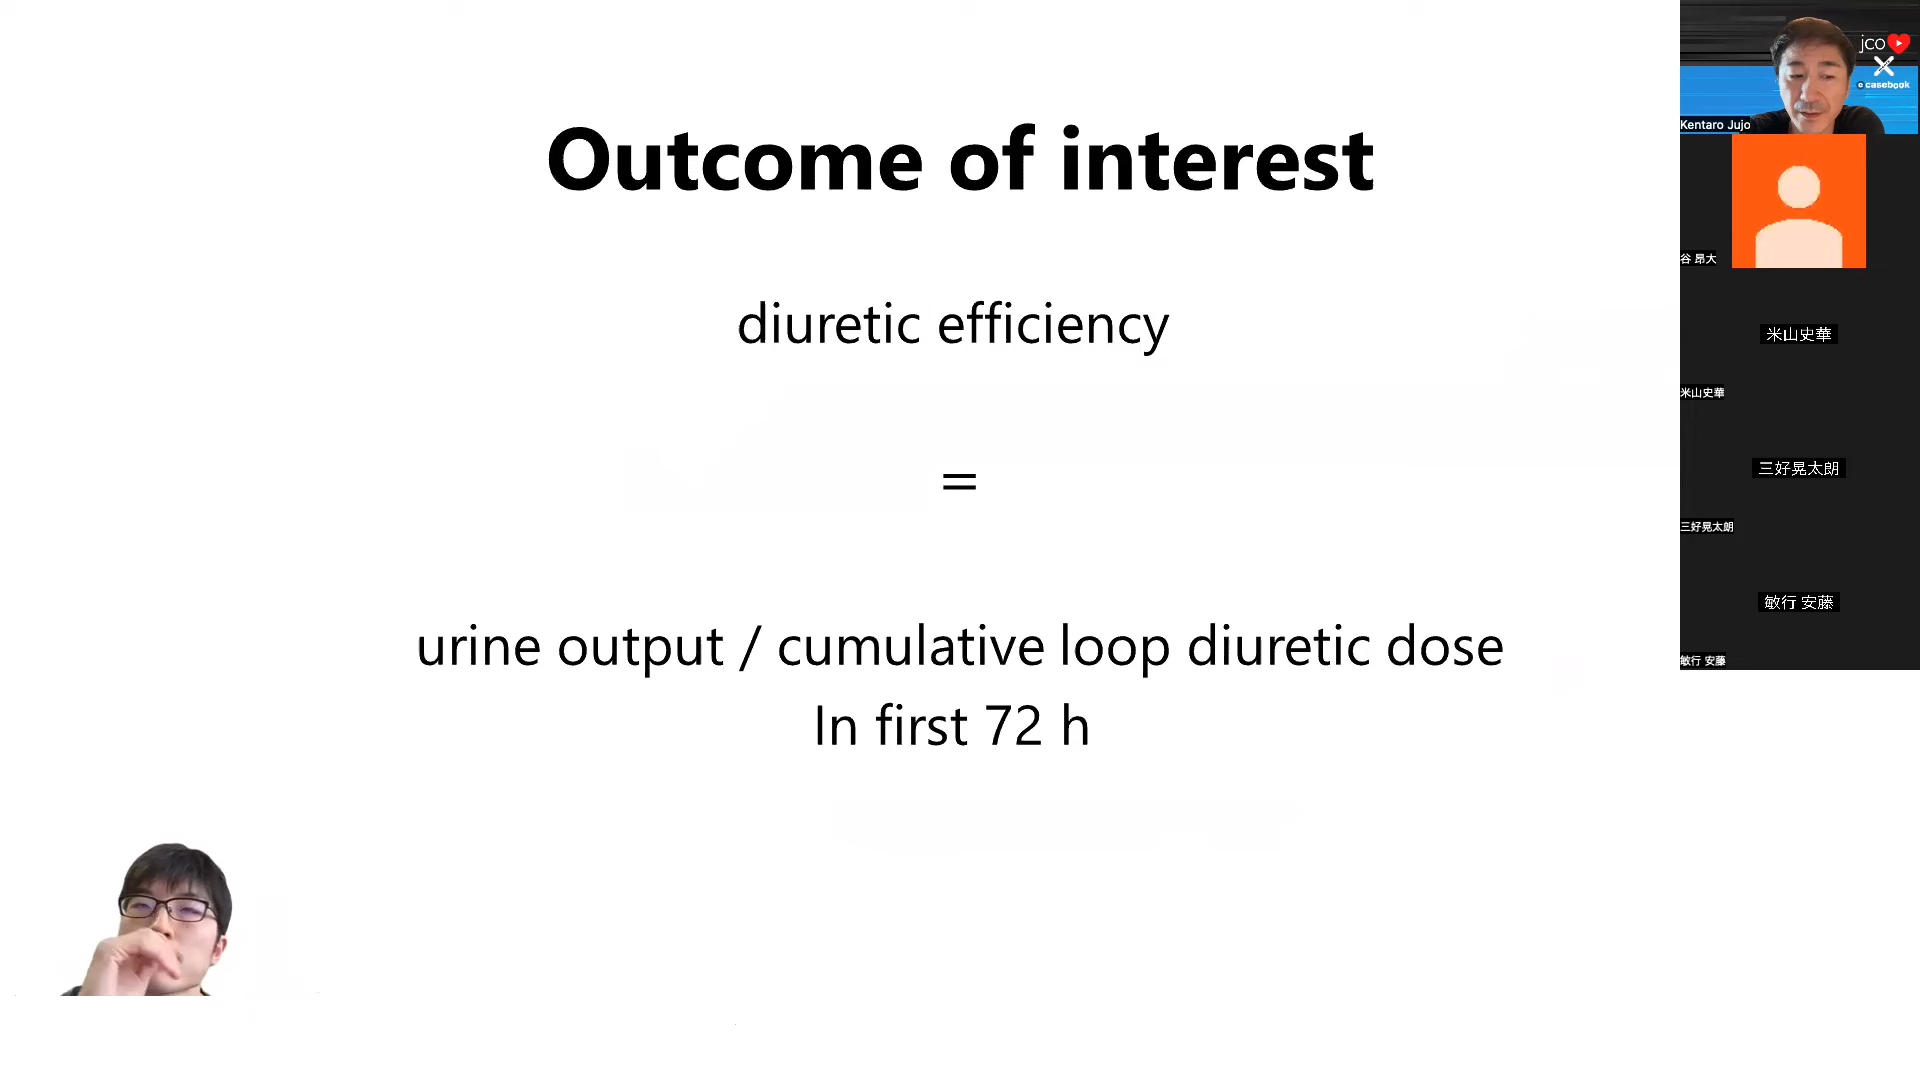 Outcome of interest
diuretic efficiency
=
urine output / cumulative loop diuretic dose
In first 72 h
jco
e casebook
Kentaro Jujo
谷 昂大
米山史華
米山史華
三好晃太朗
三好晃太朗
敏行 安藤
敏行 安藤